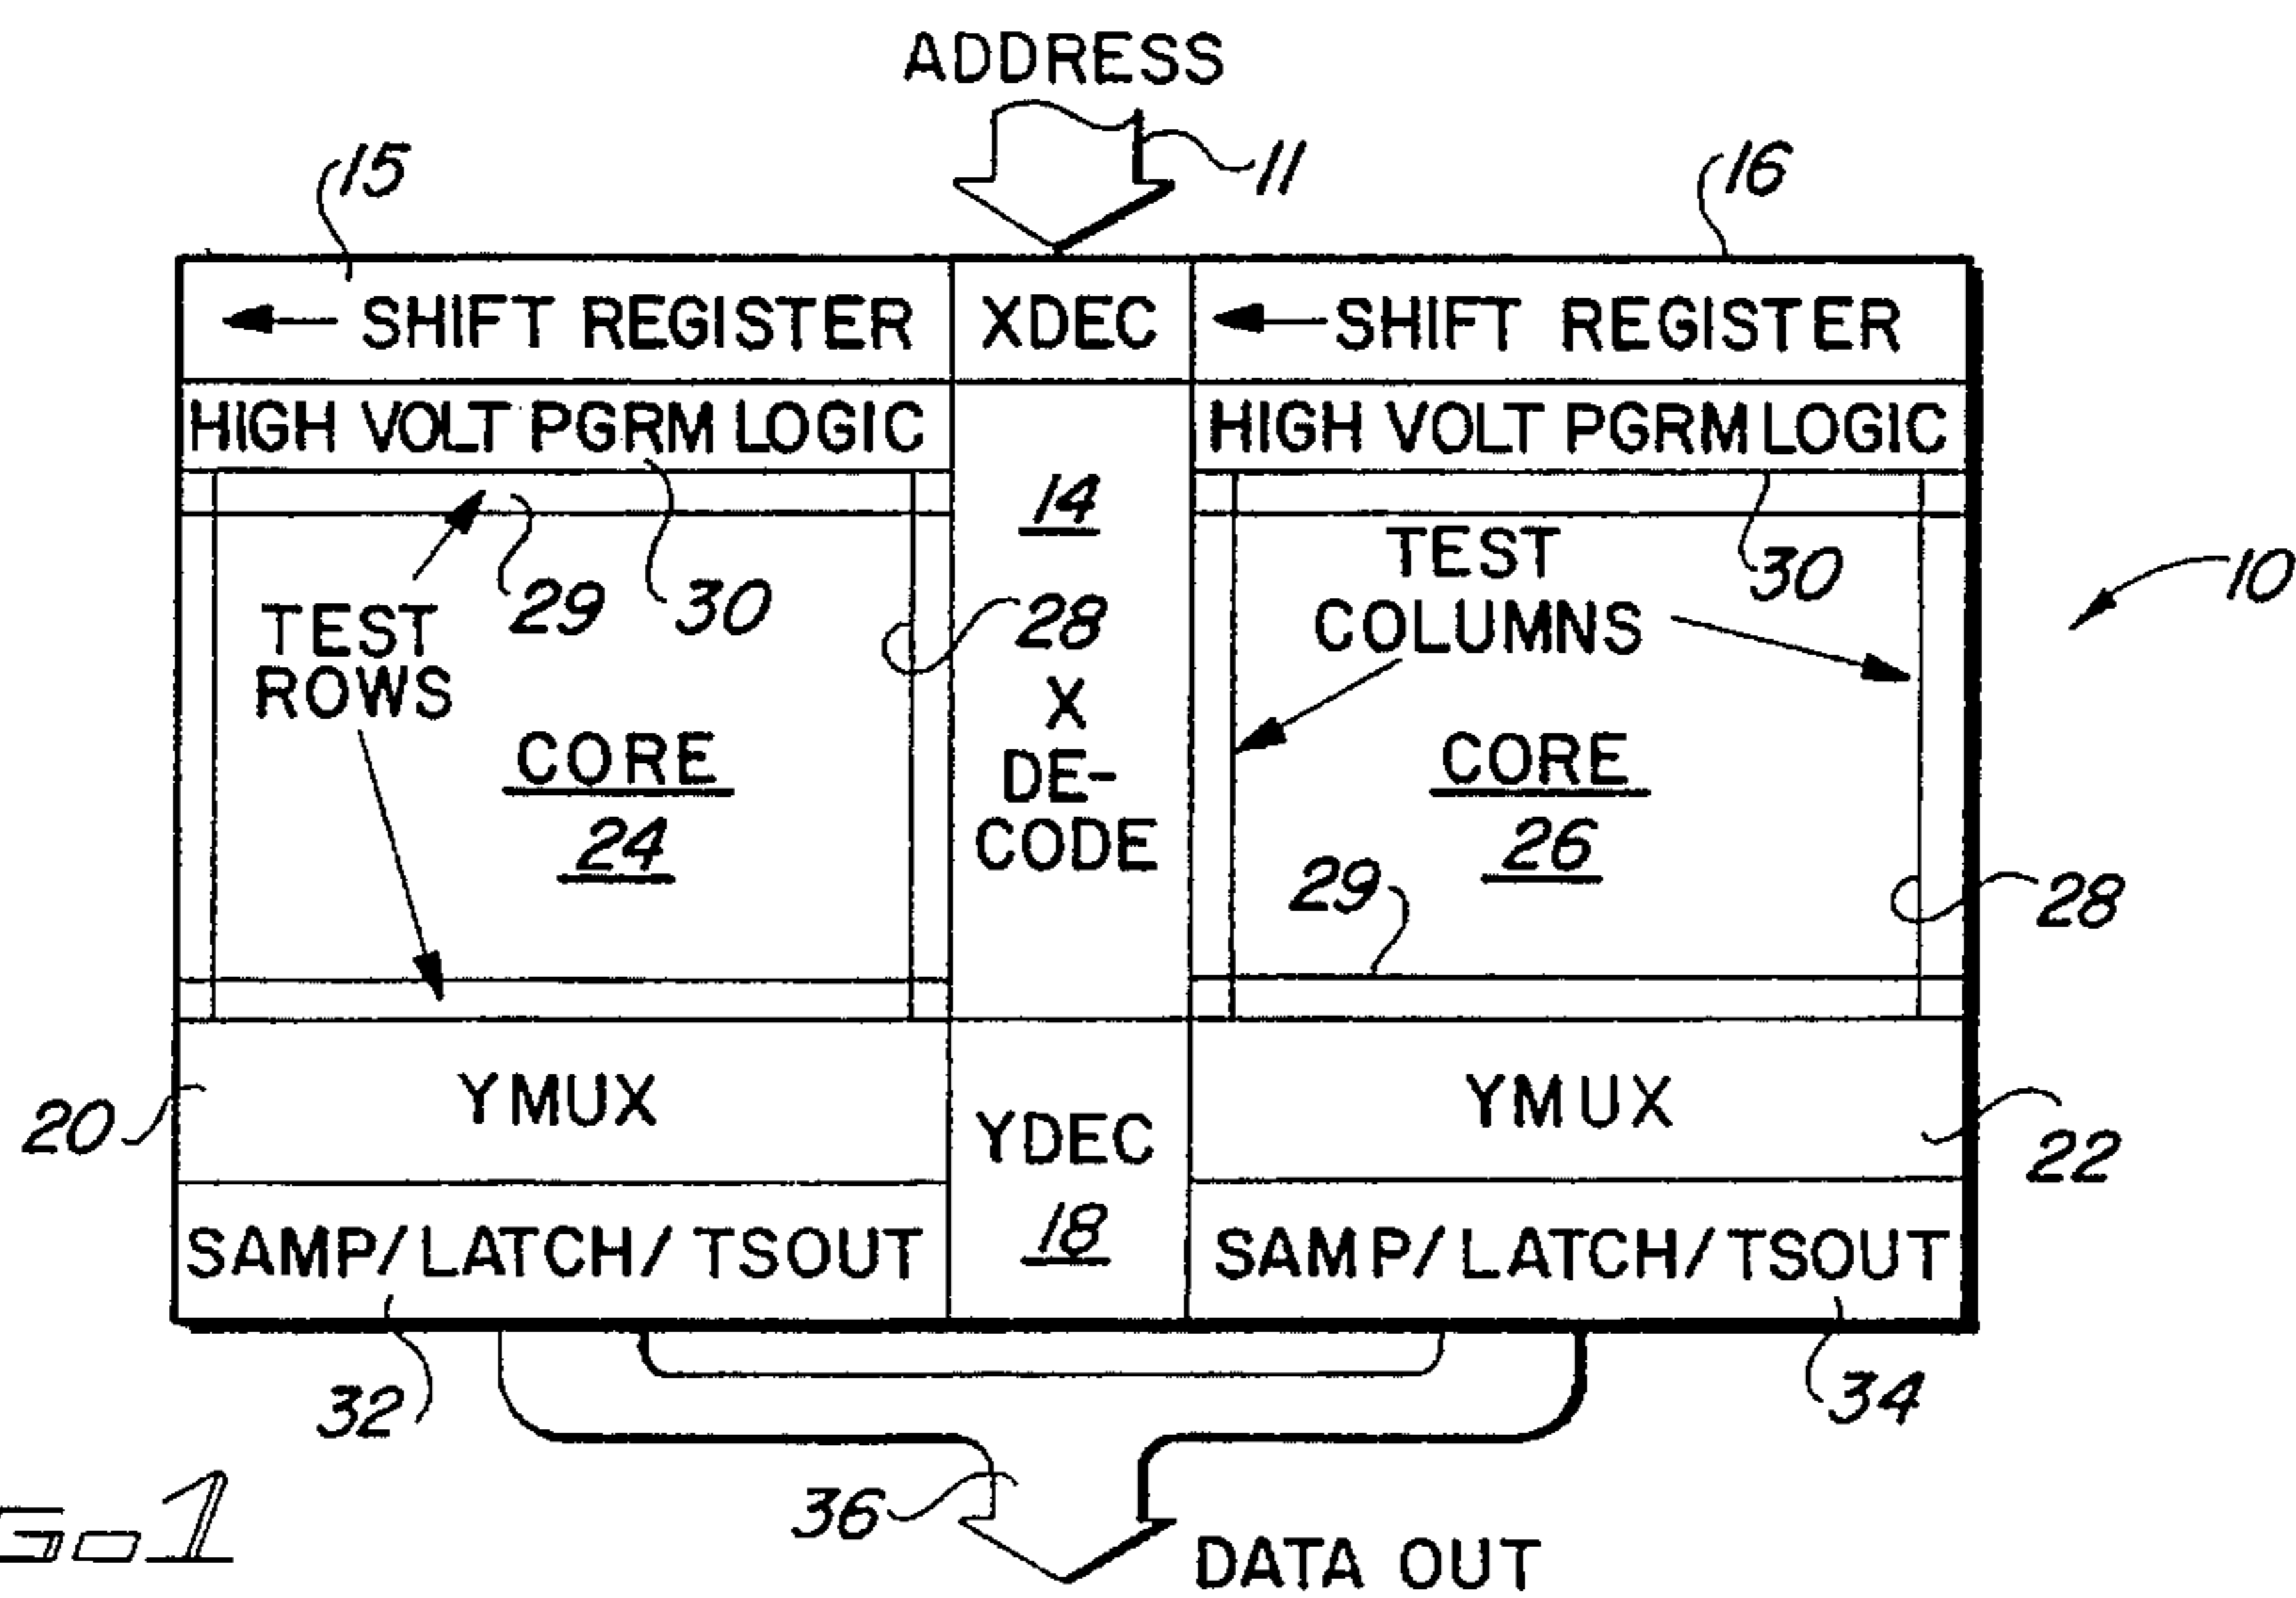 ADDRESS
11
15
16
SHIFT REGISTER
XDEC
SHIFT REGISTER
HIGH VOLT PGRM LOGIC
HIGH VOLT PGRM LOGIC
14
29
30
28
TEST
ROWS
TEST
COLUMNS
30
10
X
DE-
CODE
CORE
24
CORE
26
29
28
YMUX
YMUX
20
22
YDEC
18
SAMP/LATCH/TSOUT
SAMP/LATCH/TSOUT
32
34
36
DATA OUT
G.1